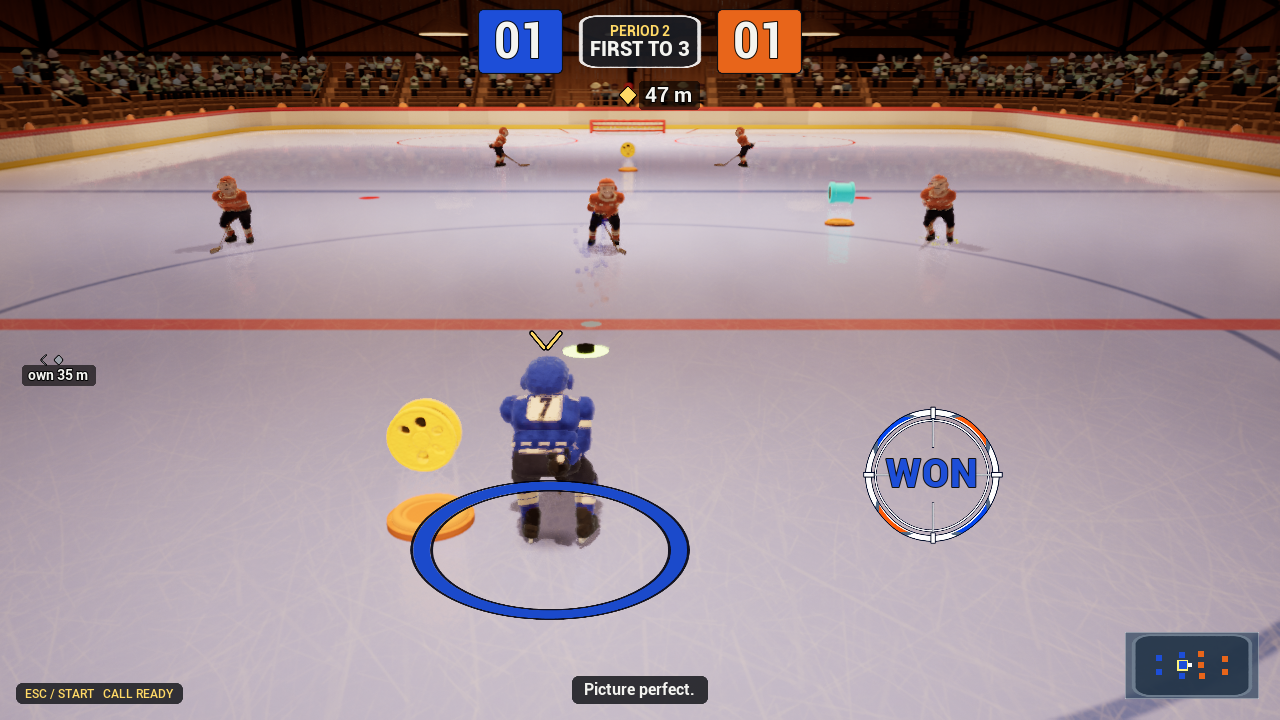 01
PERIOD 2
FIRST TO 3
01
47 m
own 35 m
7
WON
Picture perfect.
ESC / START CALL READY